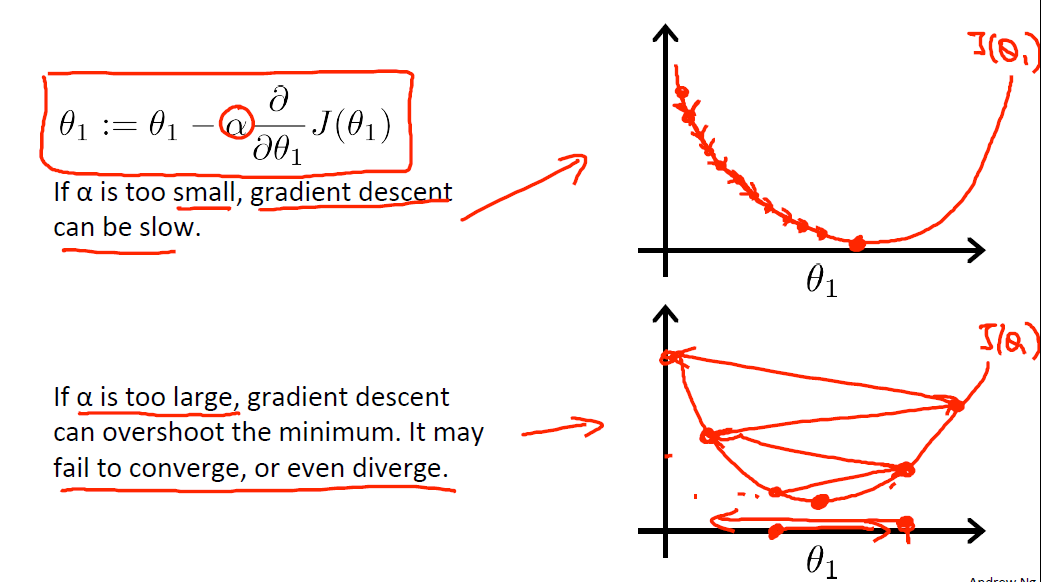 θ₁ := θ₁ − α ∂/∂θ₁ J(θ₁)
If α is too small, gradient descent
can be slow.
J(θ₁)
θ₁
If α is too large, gradient descent
can overshoot the minimum. It may
fail to converge, or even diverge.
J(θ₁)
θ₁
Andrew Ng